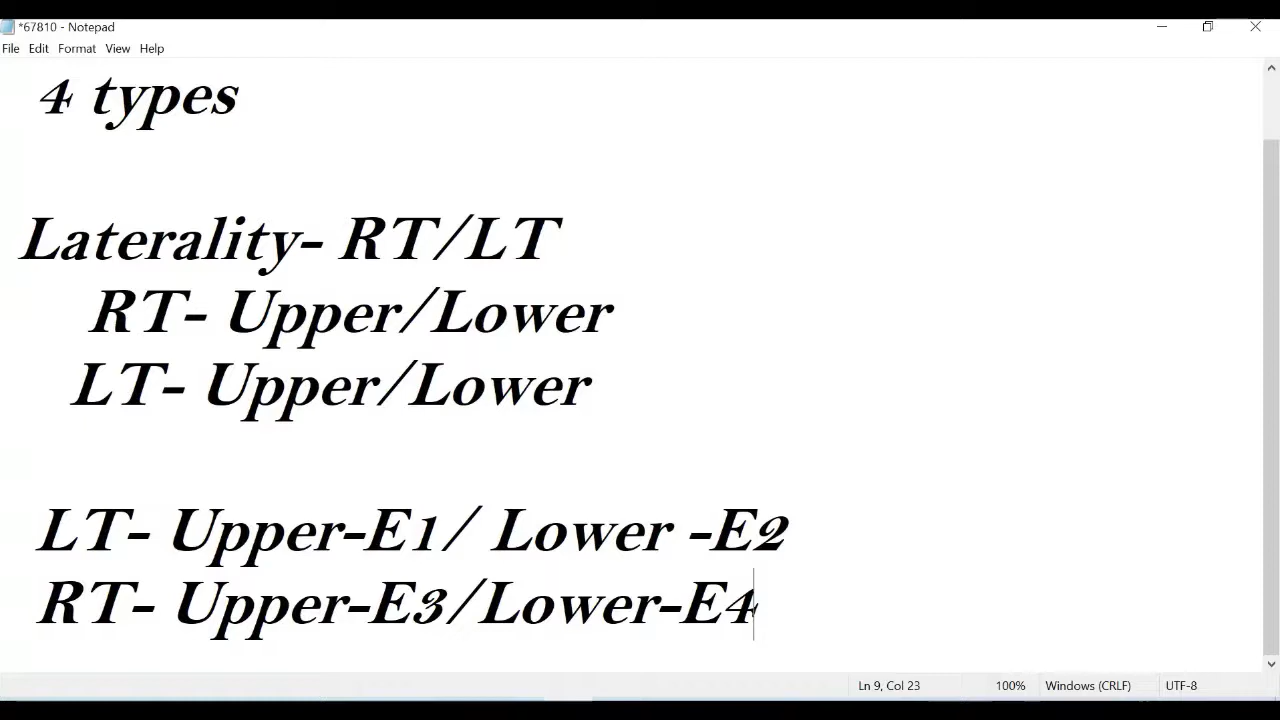 *67810 - Notepad
File Edit Format View Help
4 types
Laterality- RT/LT
RT- Upper/Lower
LT- Upper/Lower
LT- Upper-E1/ Lower -E2
RT- Upper-E3/Lower-E4
Ln 9, Col 23 100% Windows (CRLF) UTF-8